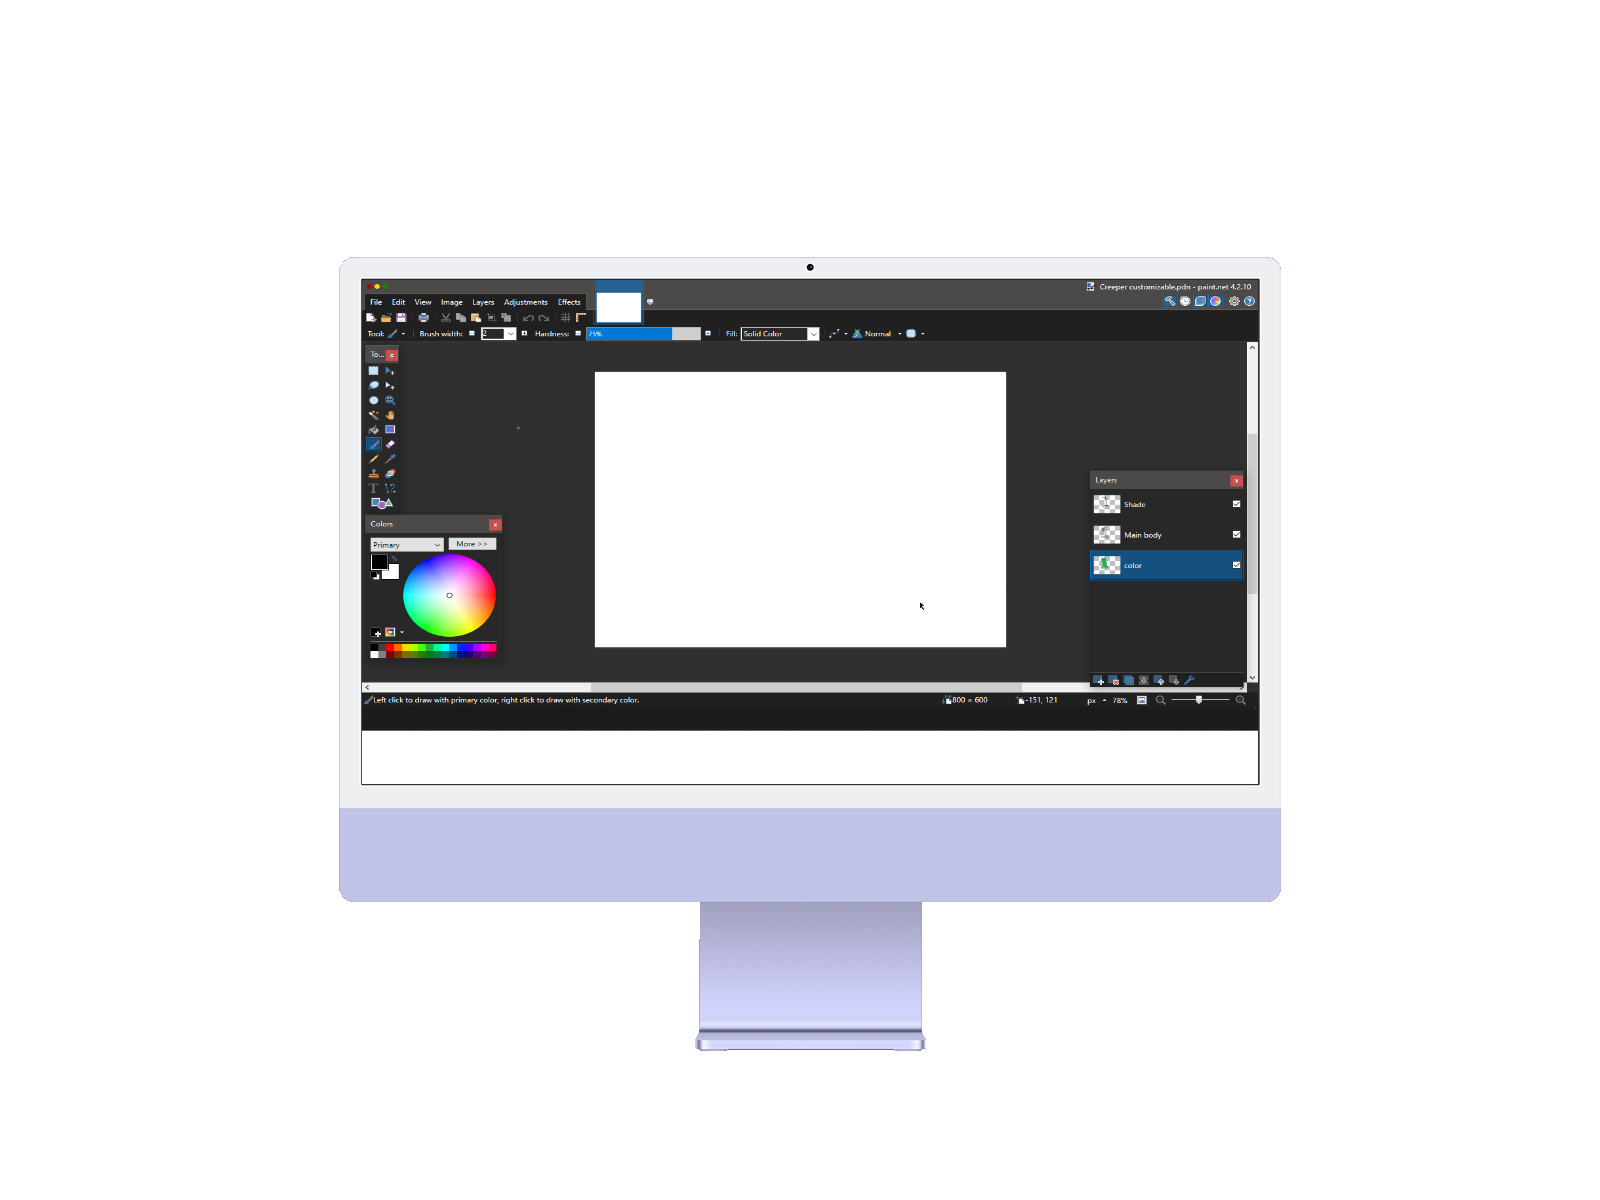 Creeper customizable.pdn - paint.net 4.2.10
File Edit View Image Layers Adjustments Effects
Tool: Brush width: 2 Hardness: 75% Fill: Solid Color Normal
To...
Layers
Shade
Main body
color
Colors
Primary More >>
Left click to draw with primary color, right click to draw with secondary color. 800 × 600 -151, 121 px 78%